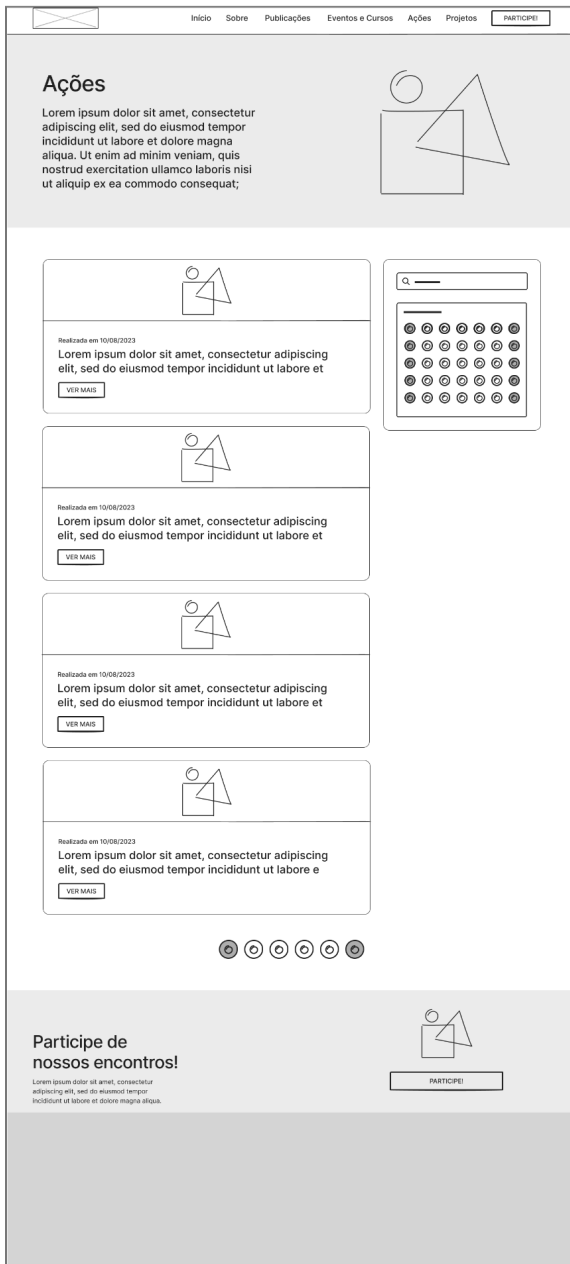 Início Sobre Publicações Eventos e Cursos Ações Projetos PARTICIPE!
Ações
Lorem ipsum dolor sit amet, consectetur
adipiscing elit, sed do eiusmod tempor
incididunt ut labore et dolore magna
aliqua. Ut enim ad minim veniam, quis
nostrud exercitation ullamco laboris nisi
ut aliquip ex ea commodo consequat;
Realizada em 10/08/2023
Lorem ipsum dolor sit amet, consectetur adipiscing
elit, sed do eiusmod tempor incididunt ut labore et
VER MAIS
Realizada em 10/08/2023
Lorem ipsum dolor sit amet, consectetur adipiscing
elit, sed do eiusmod tempor incididunt ut labore et
VER MAIS
Realizada em 10/08/2023
Lorem ipsum dolor sit amet, consectetur adipiscing
elit, sed do eiusmod tempor incididunt ut labore et
VER MAIS
Realizada em 10/08/2023
Lorem ipsum dolor sit amet, consectetur adipiscing
elit, sed do eiusmod tempor incididunt ut labore e
VER MAIS
Participe de
nossos encontros!
Lorem ipsum dolor sit amet, consectetur
adipiscing elit, sed do eiusmod tempor
incididunt ut labore et dolore magna aliqua.
PARTICIPE!